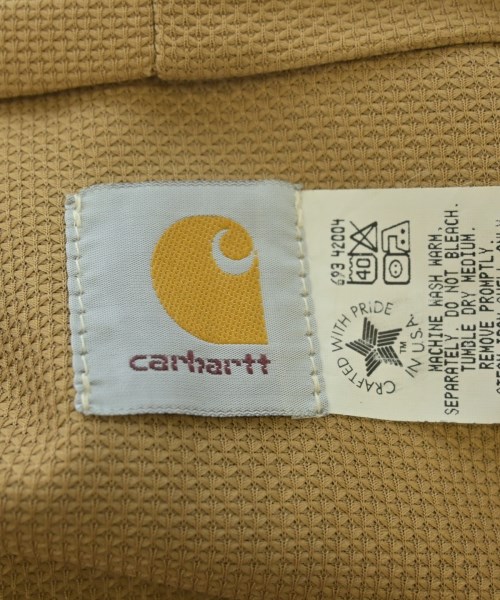 carhartt
693 42004
40
CRAFTED WITH PRIDE
IN U.S.A.
TM
MACHINE WASH WARM,
SEPARATELY. DO NOT BLEACH.
TUMBLE DRY MEDIUM.
REMOVE PROMPTLY.